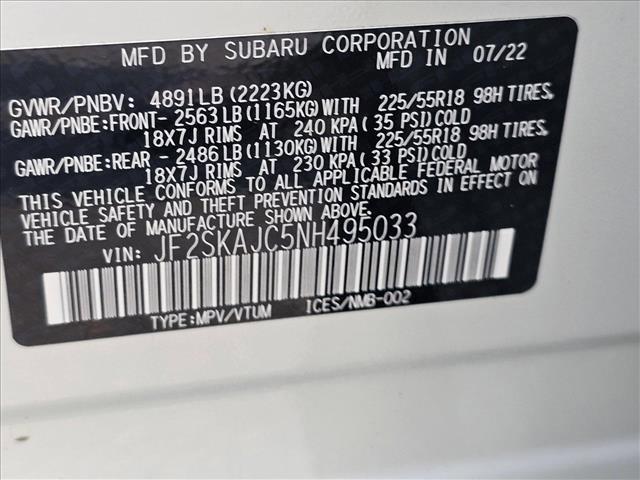 MFD BY SUBARU CORPORATION
MFD IN 07/22
GVWR/PNBV: 4891LB (2223KG)
GAWR/PNBE:FRONT- 2563 LB (1165KG)WITH 225/55R18 98H TIRES,
18X7J RIMS AT 240 KPA (35 PSI)COLD
GAWR/PNBE:REAR - 2486 LB (1130KG)WITH 225/55R18 98H TIRES,
18X7J RIMS AT 230 KPA (33 PSI)COLD
THIS VEHICLE CONFORMS TO ALL APPLICABLE FEDERAL MOTOR
VEHICLE SAFETY AND THEFT PREVENTION STANDARDS IN EFFECT ON
THE DATE OF MANUFACTURE SHOWN ABOVE.
VIN: JF2SKAJC5NH495033
TYPE:MPV/VTUM ICES/NMB-002